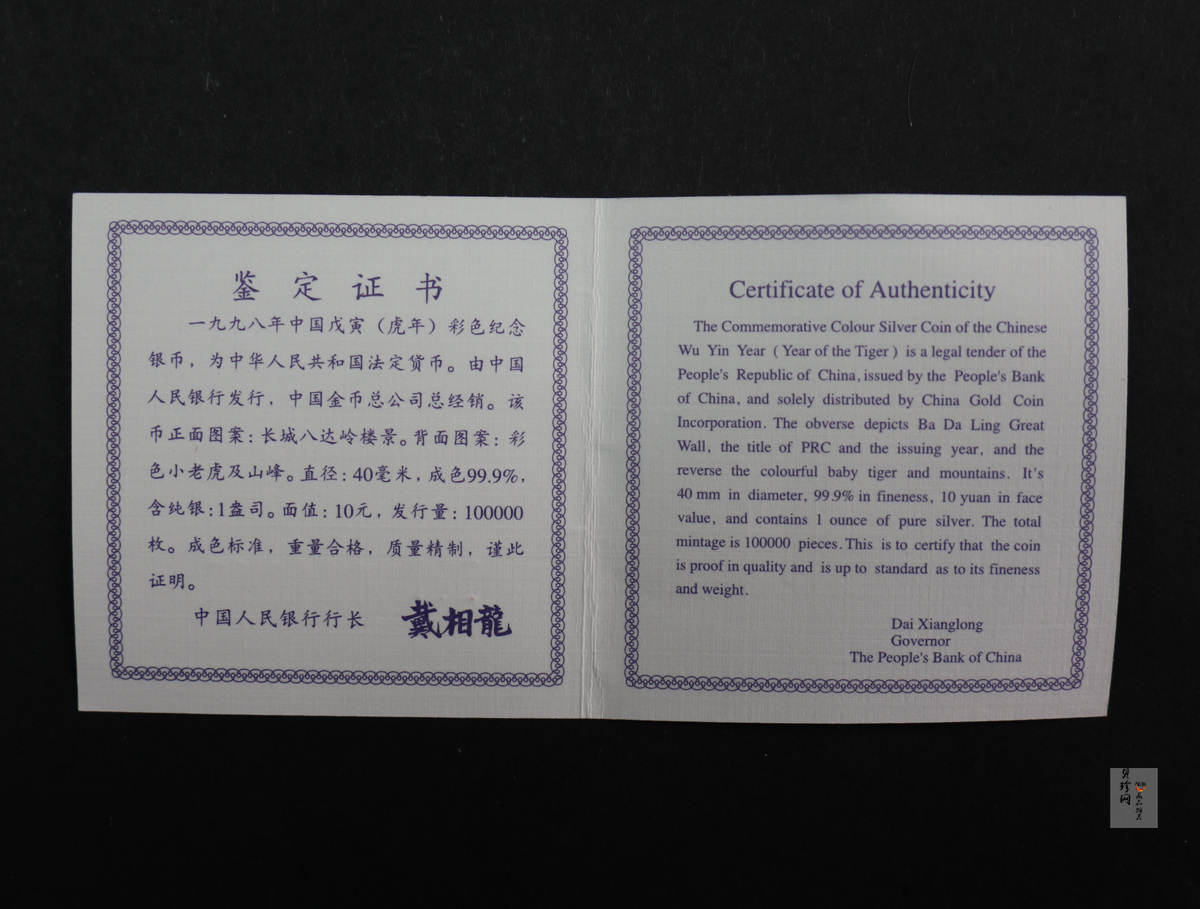 鉴定证书
一九九八年中国戊寅（虎年）彩色纪念
银币，为中华人民共和国法定货币。由中国
人民银行发行，中国金币总公司总经销。该
币正面图案：长城八达岭楼景。背面图案：彩
色小老虎及山峰。直径：40毫米，成色99.9%，
含纯银：1盎司。面值：10元，发行量：100000
枚。成色标准，重量合格，质量精制，谨此
证明。
中国人民银行行长 戴相龍
Certificate of Authenticity
The Commemorative Colour Silver Coin of the Chinese
Wu Yin Year ( Year of the Tiger ) is a legal tender of the
People's Republic of China, issued by the People's Bank
of China, and solely distributed by China Gold Coin
Incorporation. The obverse depicts Ba Da Ling Great
Wall, the title of PRC and the issuing year, and the
reverse the colourful baby tiger and mountains. It's
40 mm in diameter, 99.9% in fineness, 10 yuan in face
value, and contains 1 ounce of pure silver. The total
mintage is 100000 pieces. This is to certify that the coin
is proof in quality and is up to standard as to its fineness
and weight.
Dai Xianglong
Governor
The People's Bank of China
贝珍网